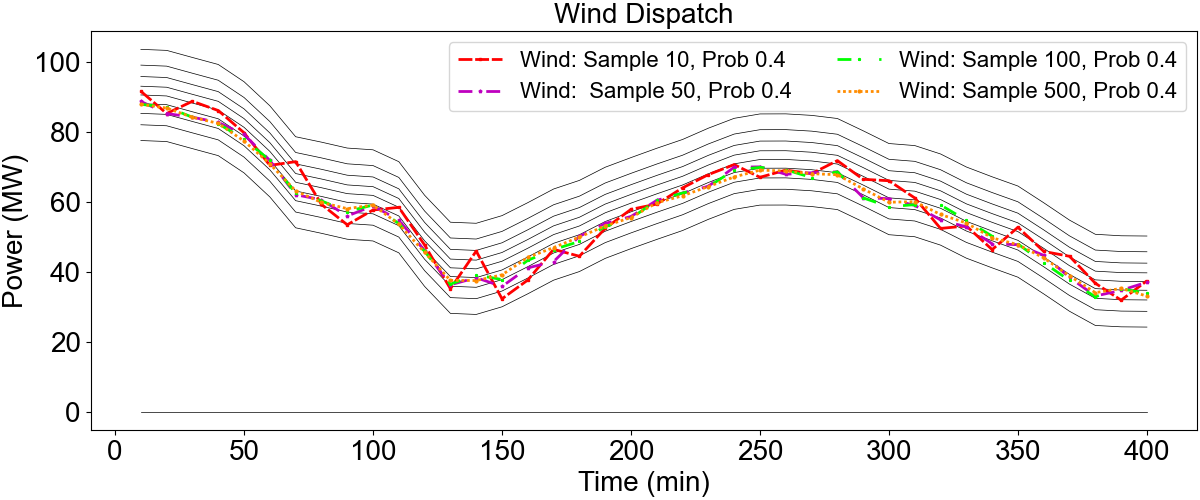 Wind Dispatch
Power (MW)
100
80
60
40
20
0
Wind: Sample 10, Prob 0.4
Wind:  Sample 50, Prob 0.4
Wind: Sample 100, Prob 0.4
Wind: Sample 500, Prob 0.4
0 50 100 150 200 250 300 350 400
Time (min)